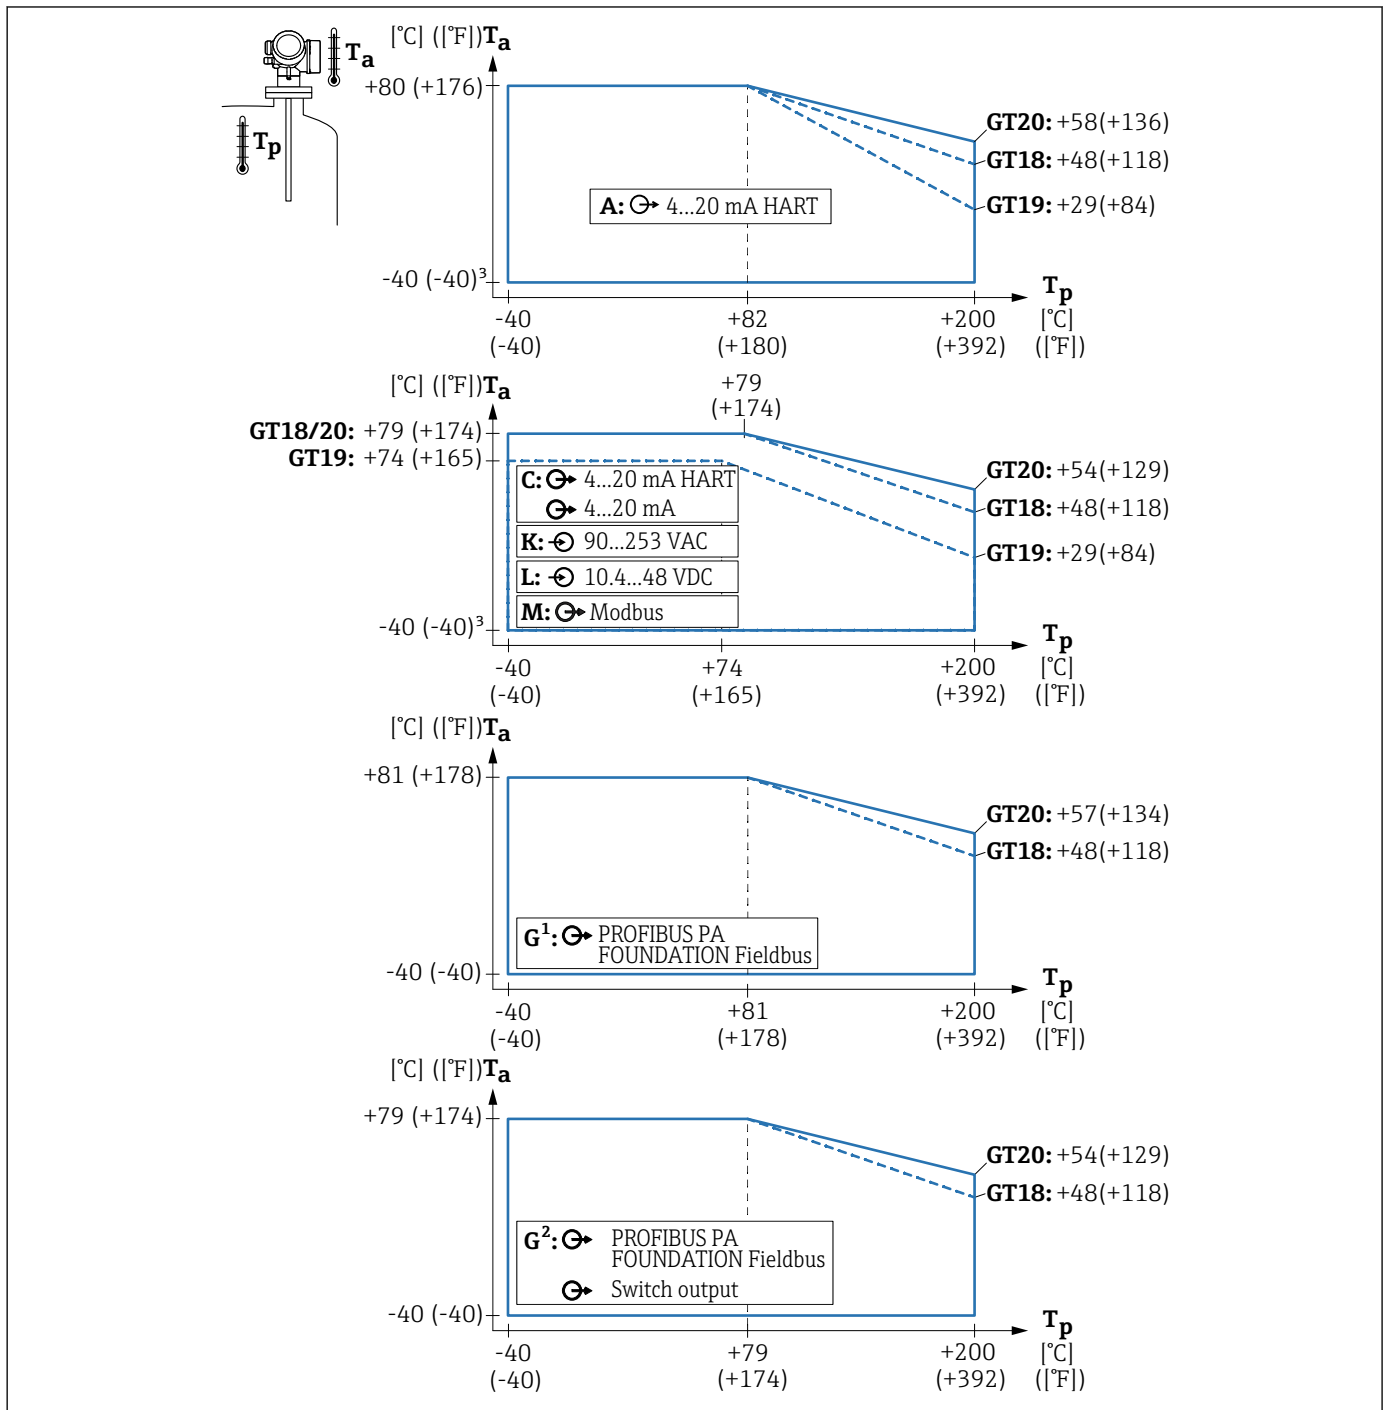 [°C] ([°F]) Ta
Ta
Tp
+80 (+176)
GT20: +58(+136)
GT18: +48(+118)
GT19: +29(+84)
A: 4...20 mA HART
-40 (-40)³
Tp
-40 +82 +200 [°C]
(-40) (+180) (+392) ([°F])
[°C] ([°F]) Ta
+79
(+174)
GT18/20: +79 (+174)
GT19: +74 (+165)
GT20: +54(+129)
GT18: +48(+118)
GT19: +29(+84)
C: 4...20 mA HART
4...20 mA
K: 90...253 VAC
L: 10.4...48 VDC
M: Modbus
-40 (-40)³
Tp
-40 +74 +200 [°C]
(-40) (+165) (+392) ([°F])
[°C] ([°F]) Ta
+81 (+178)
GT20: +57(+134)
GT18: +48(+118)
G¹: PROFIBUS PA
FOUNDATION Fieldbus
-40 (-40)
Tp
-40 +81 +200 [°C]
(-40) (+178) (+392) ([°F])
[°C] ([°F]) Ta
+79 (+174)
GT20: +54(+129)
GT18: +48(+118)
G²: PROFIBUS PA
FOUNDATION Fieldbus
Switch output
-40 (-40)
Tp
-40 +79 +200 [°C]
(-40) (+174) (+392) ([°F])